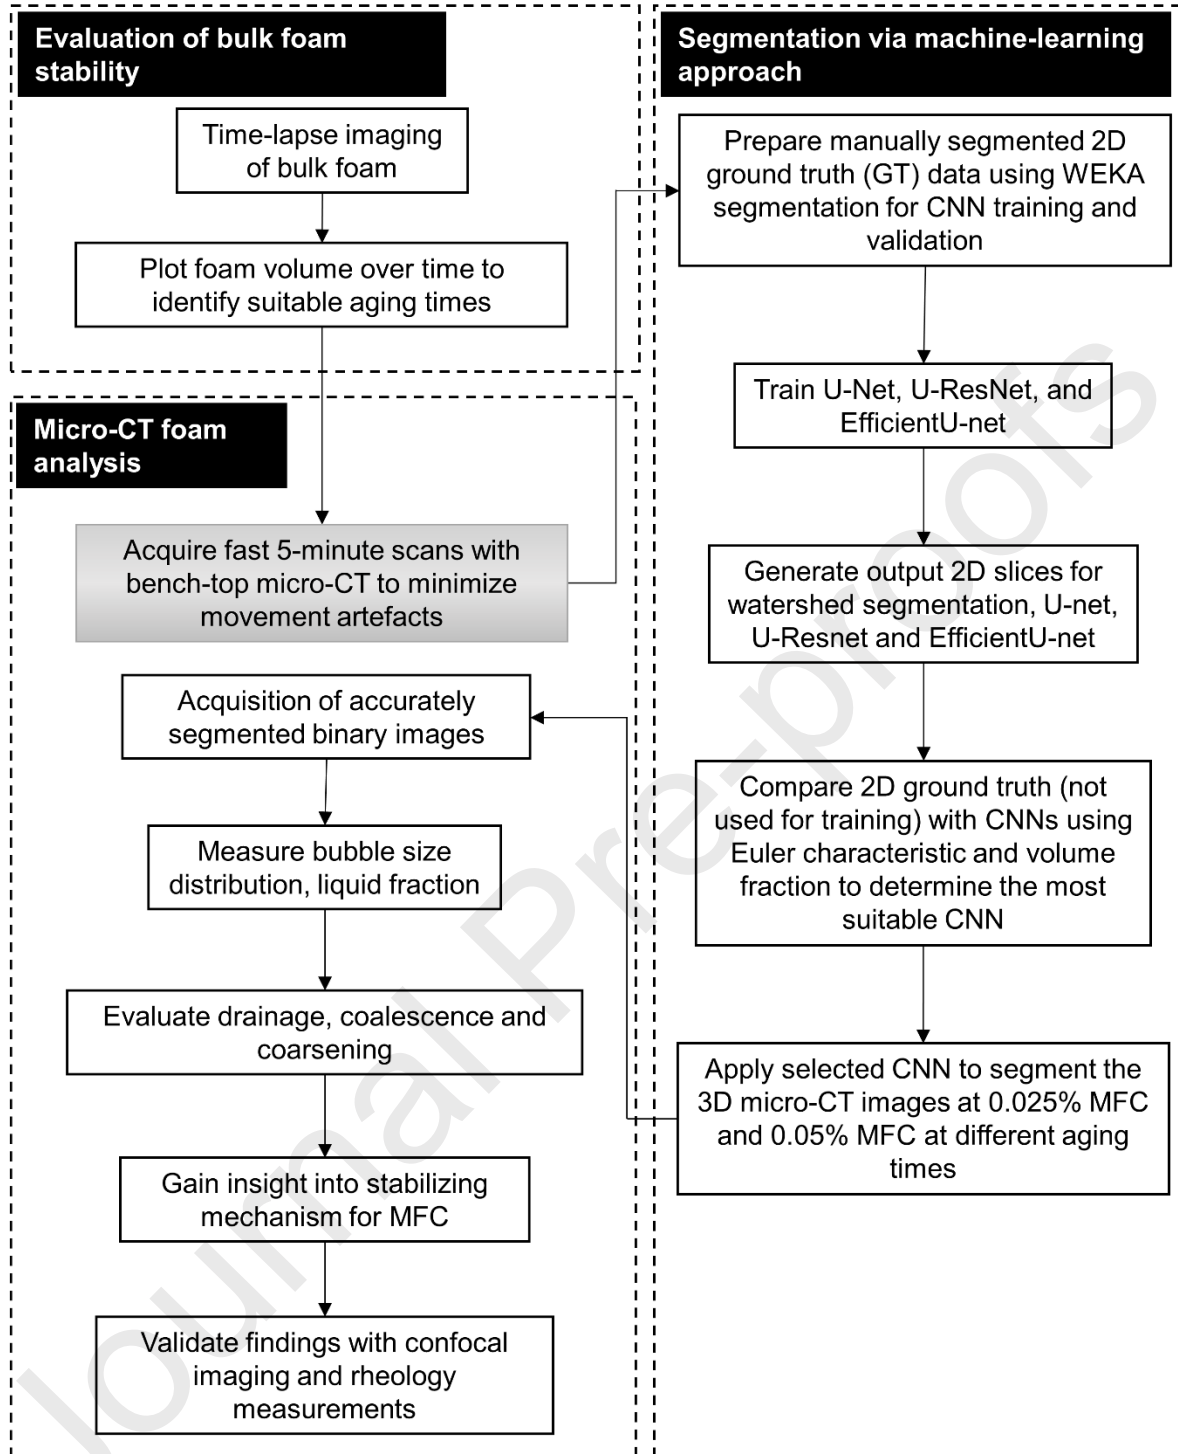 Evaluation of bulk foam
stability
Time-lapse imaging
of bulk foam
Plot foam volume over time to
identify suitable aging times
Micro-CT foam
analysis
Acquire fast 5-minute scans with
bench-top micro-CT to minimize
movement artefacts
Acquisition of accurately
segmented binary images
Measure bubble size
distribution, liquid fraction
Evaluate drainage, coalescence and
coarsening
Gain insight into stabilizing
mechanism for MFC
Validate findings with confocal
imaging and rheology
measurements
Segmentation via machine-learning
approach
Prepare manually segmented 2D
ground truth (GT) data using WEKA
segmentation for CNN training and
validation
Train U-Net, U-ResNet, and
EfficientU-net
Generate output 2D slices for
watershed segmentation, U-net,
U-Resnet and EfficientU-net
Compare 2D ground truth (not
used for training) with CNNs using
Euler characteristic and volume
fraction to determine the most
suitable CNN
Apply selected CNN to segment the
3D micro-CT images at 0.025% MFC
and 0.05% MFC at different aging
times
Journal Pre-proofs